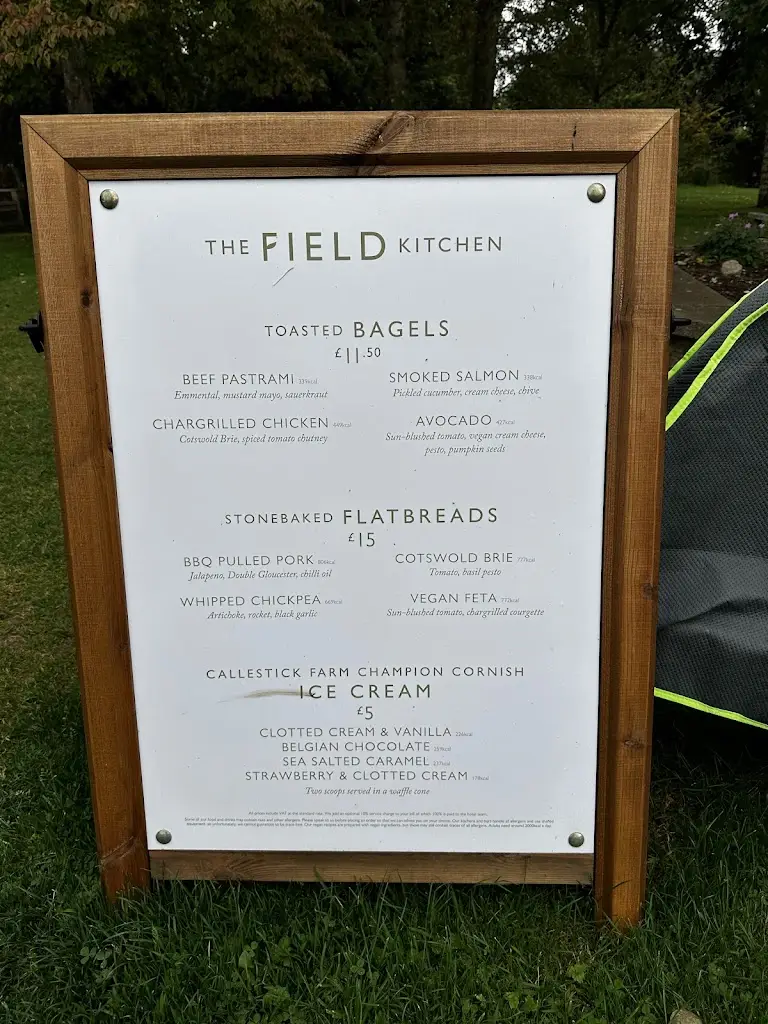 THE FIELD KITCHEN
TOASTED BAGELS
£11.50
BEEF PASTRAMI
Emmental, mustard mayo, sauerkraut
SMOKED SALMON
Pickled cucumber, cream cheese, chive
CHARGRILLED CHICKEN
Cotswold Brie, spiced tomato chutney
AVOCADO
Sun-blushed tomato, vegan cream cheese,
pesto, pumpkin seeds
STONEBAKED FLATBREADS
£15
BBQ PULLED PORK
Jalapeno, Double Gloucester, chilli oil
COTSWOLD BRIE
Tomato, basil pesto
WHIPPED CHICKPEA
Artichoke, rocket, black garlic
VEGAN FETA
Sun-blushed tomato, chargrilled courgette
CALLESTICK FARM CHAMPION CORNISH
ICE CREAM
£5
CLOTTED CREAM & VANILLA
BELGIAN CHOCOLATE
SEA SALTED CARAMEL
STRAWBERRY & CLOTTED CREAM
Two scoops served in a waffle cone